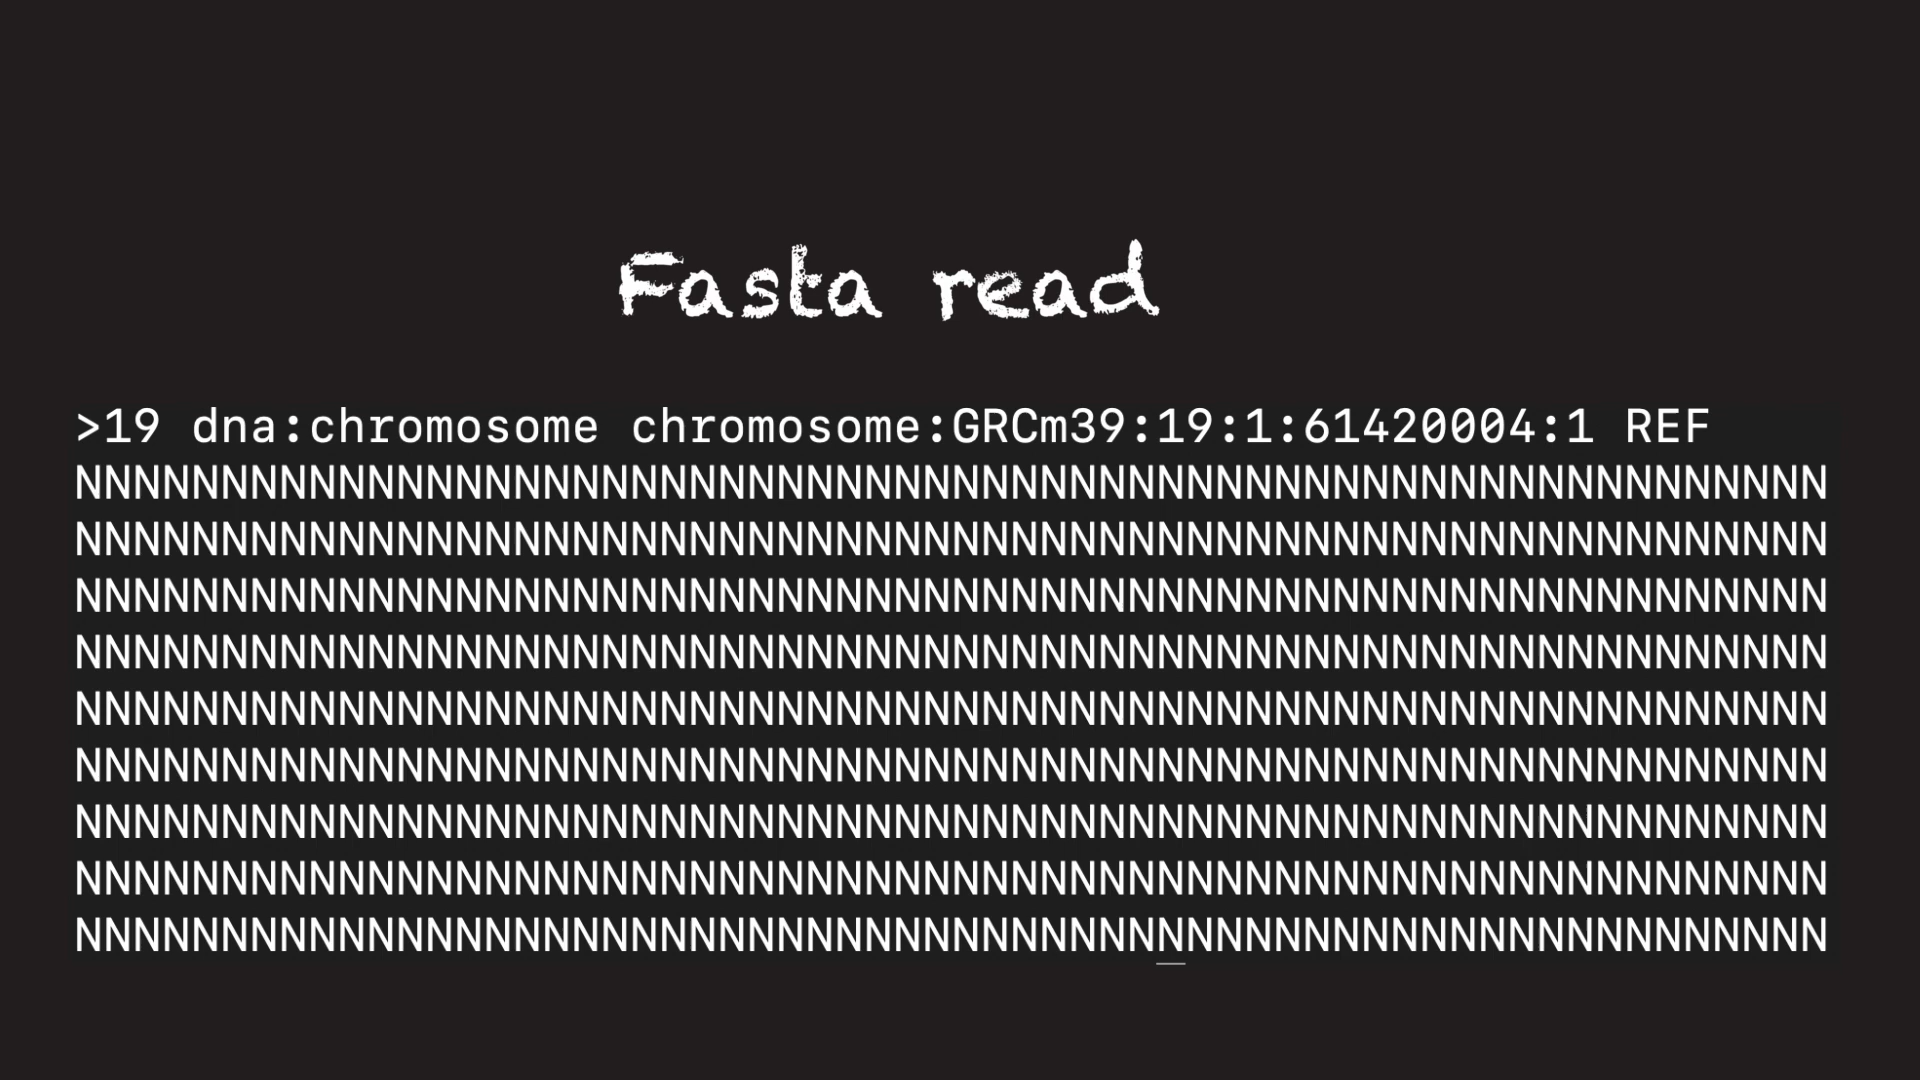 Fasta read
>19 dna:chromosome chromosome:GRCm39:19:1:61420004:1 REF
NNNNNNNNNNNNNNNNNNNNNNNNNNNNNNNNNNNNNNNNNNNNNNNNNNNNNNNNNNNN
NNNNNNNNNNNNNNNNNNNNNNNNNNNNNNNNNNNNNNNNNNNNNNNNNNNNNNNNNNNN
NNNNNNNNNNNNNNNNNNNNNNNNNNNNNNNNNNNNNNNNNNNNNNNNNNNNNNNNNNNN
NNNNNNNNNNNNNNNNNNNNNNNNNNNNNNNNNNNNNNNNNNNNNNNNNNNNNNNNNNNN
NNNNNNNNNNNNNNNNNNNNNNNNNNNNNNNNNNNNNNNNNNNNNNNNNNNNNNNNNNNN
NNNNNNNNNNNNNNNNNNNNNNNNNNNNNNNNNNNNNNNNNNNNNNNNNNNNNNNNNNNN
NNNNNNNNNNNNNNNNNNNNNNNNNNNNNNNNNNNNNNNNNNNNNNNNNNNNNNNNNNNN
NNNNNNNNNNNNNNNNNNNNNNNNNNNNNNNNNNNNNNNNNNNNNNNNNNNNNNNNNNNN
NNNNNNNNNNNNNNNNNNNNNNNNNNNNNNNNNNNNNNNNNNNNNNNNNNNNNNNNNNNN